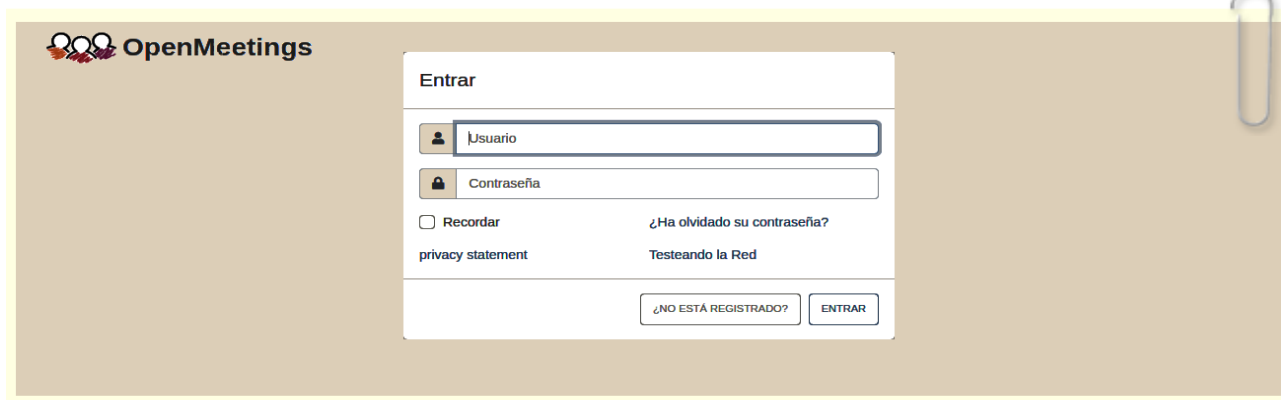 OpenMeetings
Entrar
Usuario
Contraseña
Recordar
¿Ha olvidado su contraseña?
privacy statement
Testeando la Red
¿NO ESTÁ REGISTRADO?
ENTRAR